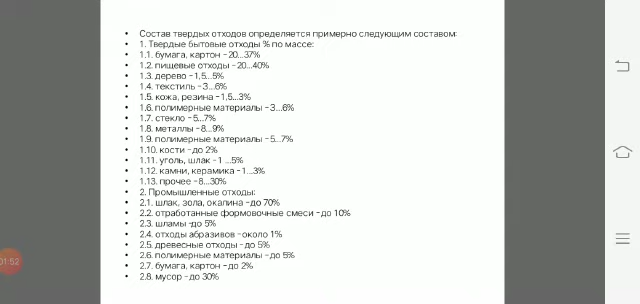 • Состав твердых отходов определяется примерно следующим составом:
• 1. Твердые бытовые отходы % по массе:
• 1.1. бумага, картон –20...37%
• 1.2. пищевые отходы –20...40%
• 1.3. дерево –1,5...5%
• 1.4. текстиль –3...6%
• 1.5. кожа, резина –1,5...3%
• 1.6. полимерные материалы –3...6%
• 1.7. стекло –5...7%
• 1.8. металлы –8...9%
• 1.9. полимерные материалы –5...7%
• 1.10. кости –до 2%
• 1.11. уголь, шлак –1 ...5%
• 1.12. камни, керамика –1...3%
• 1.13. прочее –8...30%
• 2. Промышленные отходы:
• 2.1. шлак, зола, окалина –до 70%
• 2.2. отработанные формовочные смеси –до 10%
• 2.3. шламы -до 5%
• 2.4. отходы абразивов –около 1%
• 2.5. древесные отходы –до 5%
• 2.6. полимерные материалы –до 5%
• 2.7. бумага, картон –до 2%
• 2.8. мусор –до 30%
01:52